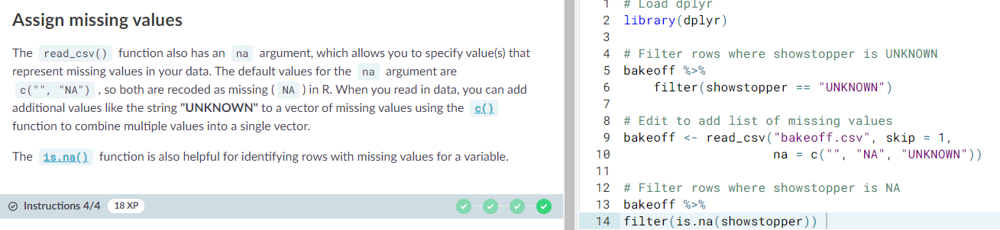 Assign missing values
The read_csv() function also has an na argument, which allows you to specify value(s) that
represent missing values in your data. The default values for the na argument are
c("", "NA") , so both are recoded as missing ( NA ) in R. When you read in data, you can add
additional values like the string "UNKNOWN" to a vector of missing values using the c()
function to combine multiple values into a single vector.
The is.na() function is also helpful for identifying rows with missing values for a variable.
Instructions 4/4 18 XP
1 # Load dplyr
2 library(dplyr)
3
4 # Filter rows where showstopper is UNKNOWN
5 bakeoff %>%
6     filter(showstopper == "UNKNOWN")
7
8 # Edit to add list of missing values
9 bakeoff <- read_csv("bakeoff.csv", skip = 1,
10                     na = c("", "NA", "UNKNOWN"))
11
12 # Filter rows where showstopper is NA
13 bakeoff %>%
14 filter(is.na(showstopper))